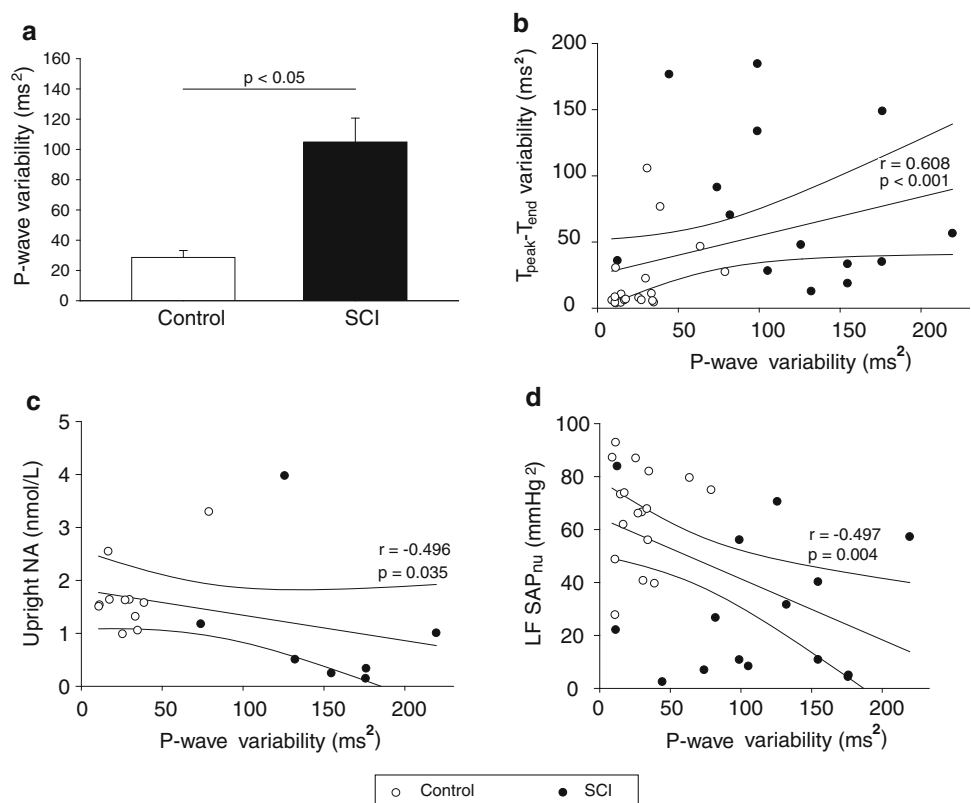 a
P-wave variability (ms²)
160
140
120
100
80
60
40
20
0
p < 0.05
Control
SCI
b
Tpeak-Tend variability (ms²)
200
150
100
50
0
r = 0.608
p < 0.001
0
50
100
150
200
P-wave variability (ms²)
c
Upright NA (nmol/L)
5
4
3
2
1
0
r = -0.496
p = 0.035
0
50
100
150
200
P-wave variability (ms²)
d
LF SAPnu (mmHg²)
100
80
60
40
20
0
r = -0.497
p = 0.004
0
50
100
150
200
P-wave variability (ms²)
Control
SCI